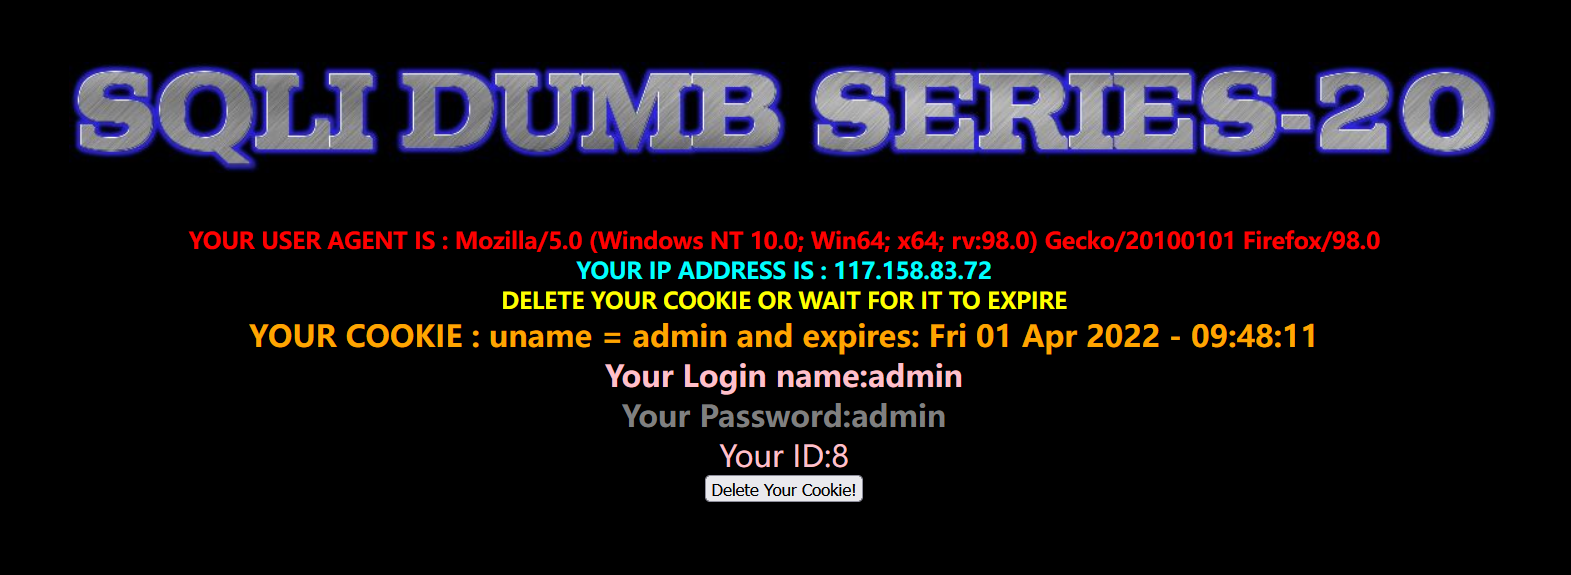 SQLI DUMB SERIES-20
YOUR USER AGENT IS : Mozilla/5.0 (Windows NT 10.0; Win64; x64; rv:98.0) Gecko/20100101 Firefox/98.0
YOUR IP ADDRESS IS : 117.158.83.72
DELETE YOUR COOKIE OR WAIT FOR IT TO EXPIRE
YOUR COOKIE : uname = admin and expires: Fri 01 Apr 2022 - 09:48:11
Your Login name:admin
Your Password:admin
Your ID:8
Delete Your Cookie!